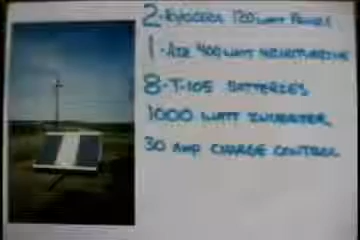 2-KYOCERA 120 WATT PANELS
1-AIR 400 WATT WINDTURBINE
8-T-105 BATTERIES
1000 WATT INVERTER
30 AMP CHARGE CONTROL